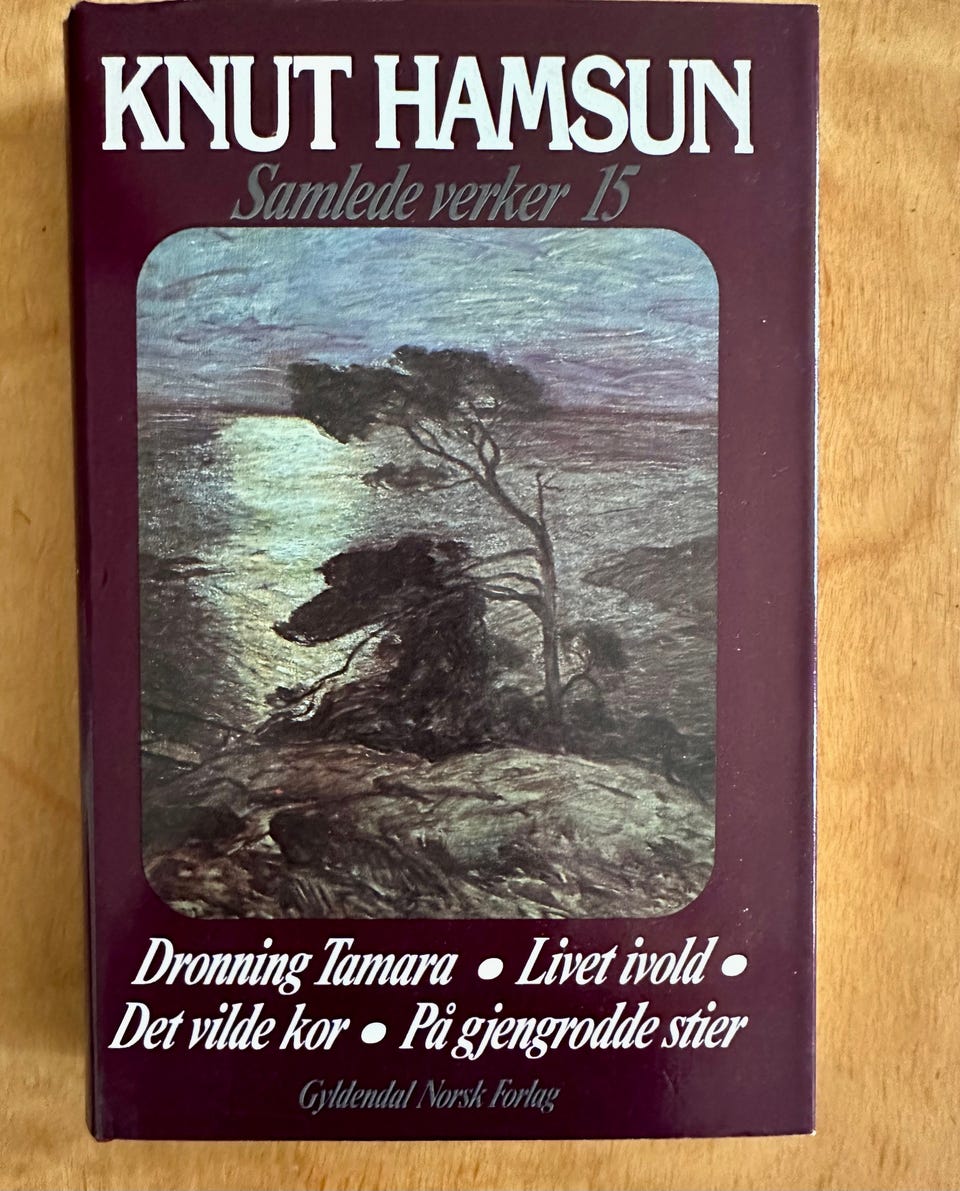 KNUT HAMSUN
Samlede verker 15
Dronning Tamara • Livet ivold •
Det vilde kor • På gjengrodde stier
Gyldendal Norsk Forlag